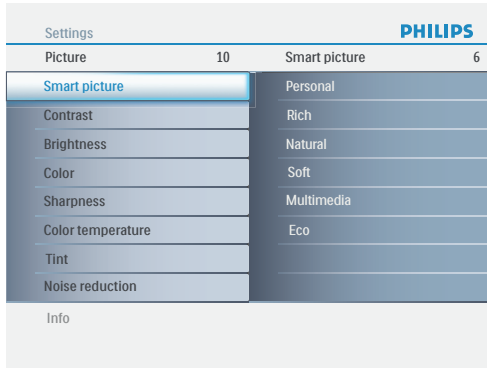 Settings
PHILIPS
Picture 10
Smart picture 6
Smart picture
Personal
Contrast
Rich
Brightness
Natural
Color
Soft
Sharpness
Multimedia
Color temperature
Eco
Tint
Noise reduction
Info